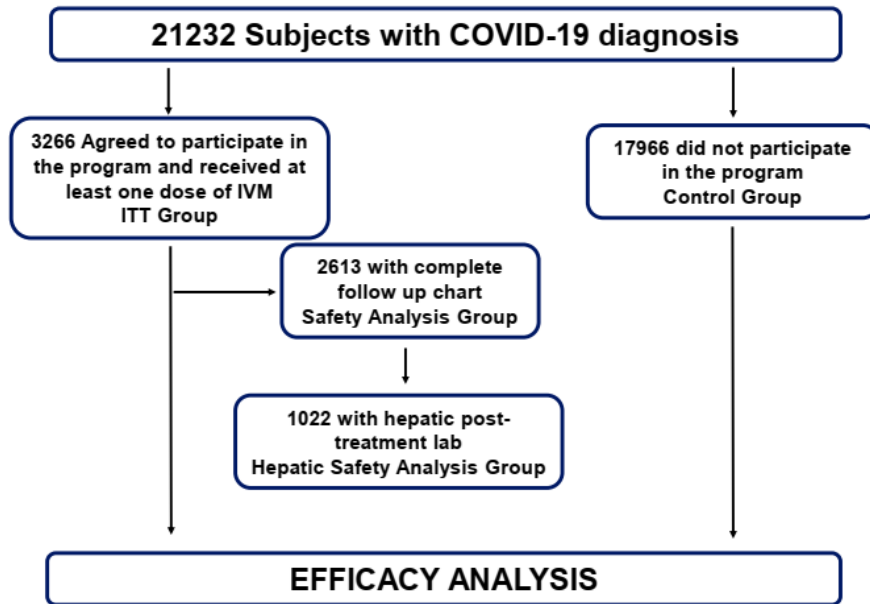 21232 Subjects with COVID-19 diagnosis
3266 Agreed to participate in
the program and received at
least one dose of IVM
ITT Group
17966 did not participate
in the program
Control Group
2613 with complete
follow up chart
Safety Analysis Group
1022 with hepatic post-
treatment lab
Hepatic Safety Analysis Group
EFFICACY ANALYSIS